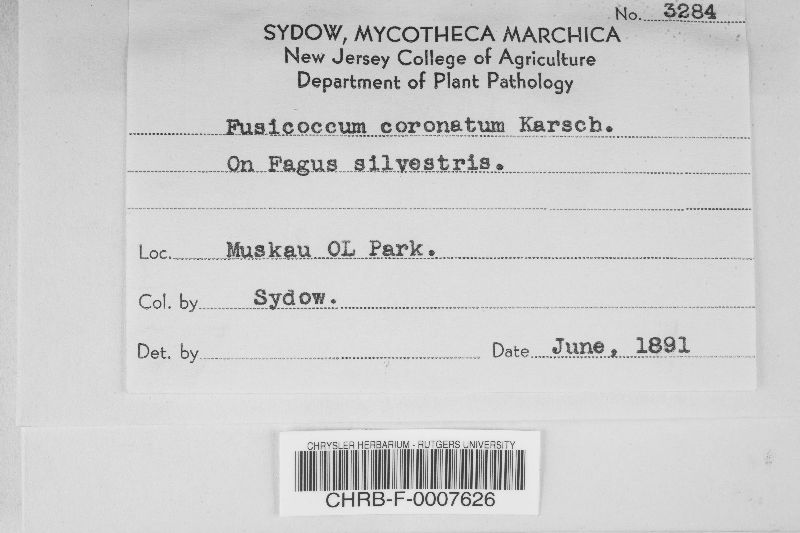 No. 3284
SYDOW, MYCOTHECA MARCHICA
New Jersey College of Agriculture
Department of Plant Pathology
Fusicoccum coronatum Karsch.
On Fagus silvestris.
Loc. Muskau OL Park.
Col. by Sydow.
Det. by Date June, 1891
CHRYSLER HERBARIUM - RUTGERS UNIVERSITY
CHRB-F-0007626